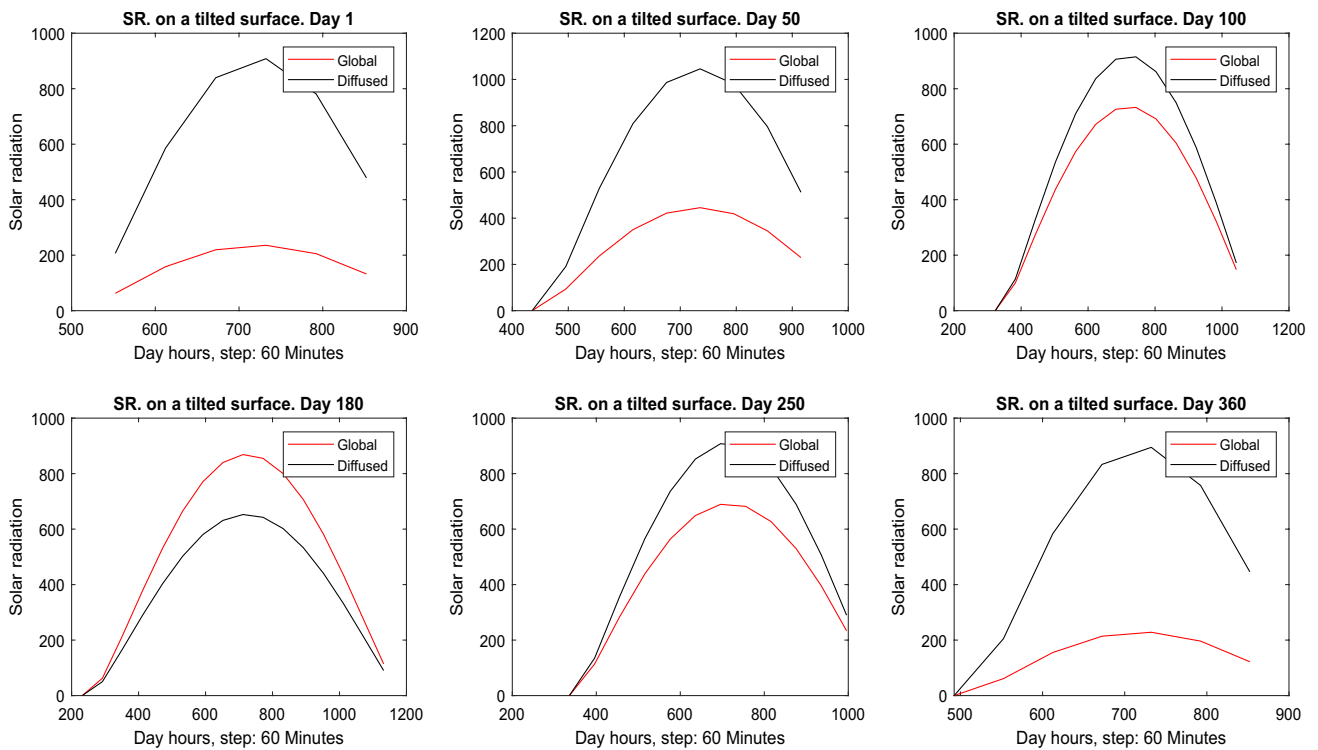 SR. on a tilted surface. Day 1
1000
800
600
400
200
0
Solar radiation
Global
Diffused
500 600 700 800 900
Day hours, step: 60 Minutes
SR. on a tilted surface. Day 50
1200
1000
800
600
400
200
0
Solar radiation
Global
Diffused
400 500 600 700 800 900 1000
Day hours, step: 60 Minutes
SR. on a tilted surface. Day 100
1000
800
600
400
200
0
Solar radiation
Global
Diffused
200 400 600 800 1000 1200
Day hours, step: 60 Minutes
SR. on a tilted surface. Day 180
1000
800
600
400
200
0
Solar radiation
Global
Diffused
200 400 600 800 1000 1200
Day hours, step: 60 Minutes
SR. on a tilted surface. Day 250
1000
800
600
400
200
0
Solar radiation
Global
Diffused
200 400 600 800 1000
Day hours, step: 60 Minutes
SR. on a tilted surface. Day 360
1000
800
600
400
200
0
Solar radiation
Global
Diffused
500 600 700 800 900
Day hours, step: 60 Minutes